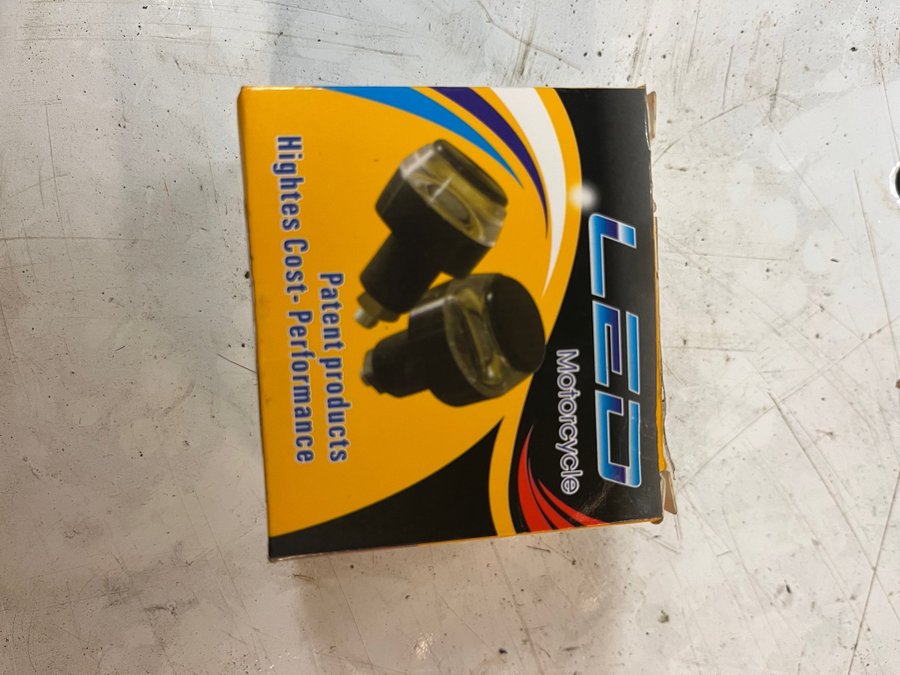 LED
Motorcycle
Patent products
Hightes Cost- Performance